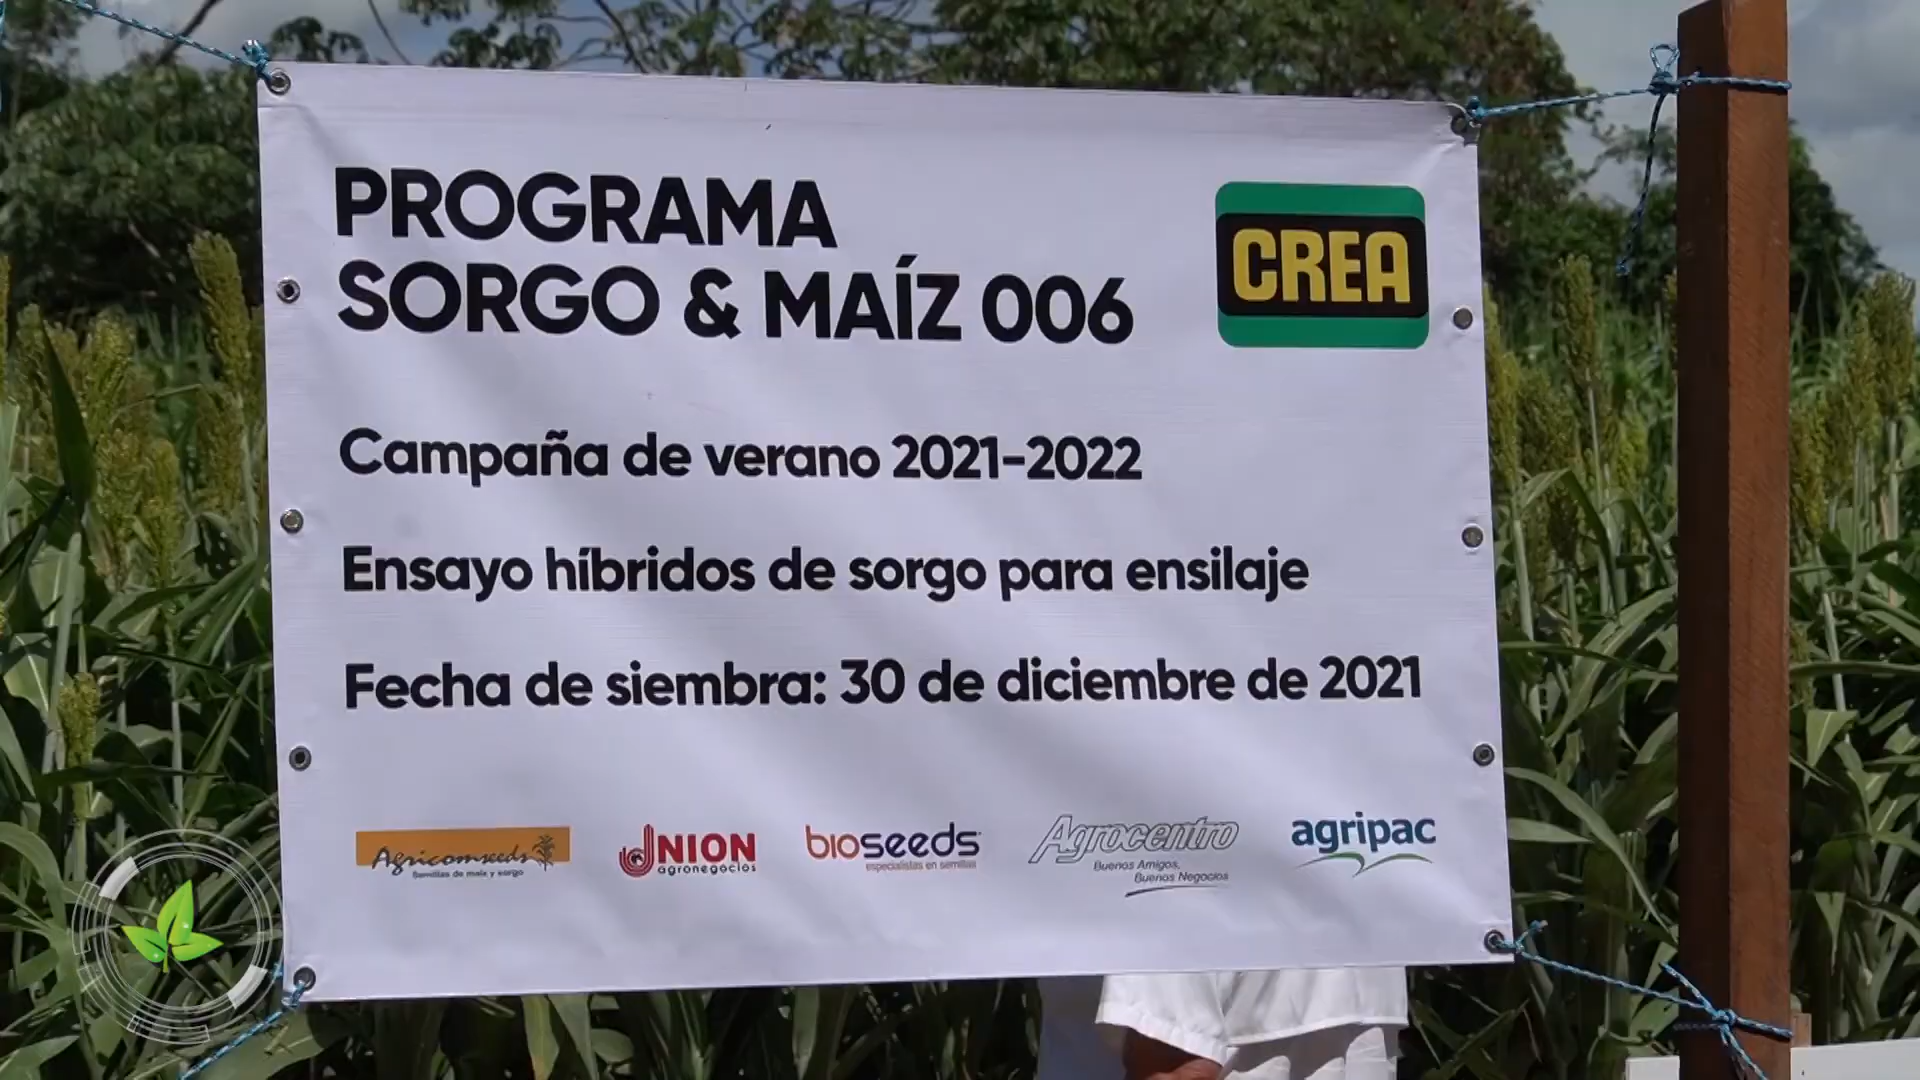 PROGRAMA
SORGO & MAÍZ 006
CREA
Campaña de verano 2021-2022
Ensayo híbridos de sorgo para ensilaje
Fecha de siembra: 30 de diciembre de 2021
Agricomseeds
Semillas de maíz y sorgo
UNION
agronegocios
bioseeds
especialistas en semillas
Agrocentro
Buenos Amigos,
Buenos Negocios
agripac